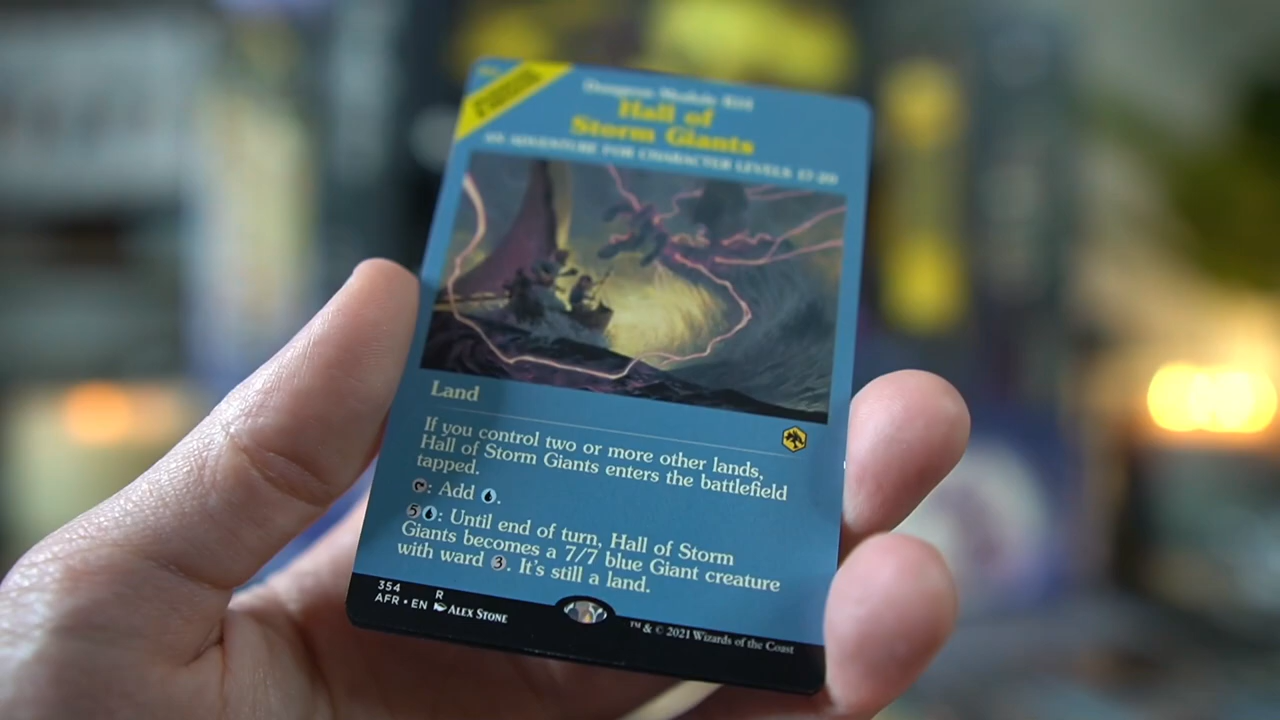 Dungeon Module
Hall of
Storm Giants
AN ADVENTURE FOR CHARACTER LEVELS 17-20
Land
If you control two or more other lands,
Hall of Storm Giants enters the battlefield
tapped.
: Add .
5: Until end of turn, Hall of Storm
Giants becomes a 7/7 blue Giant creature
with ward 3. It's still a land.
354 R
AFR • EN ALEX STONE
™ & © 2021 Wizards of the Coast